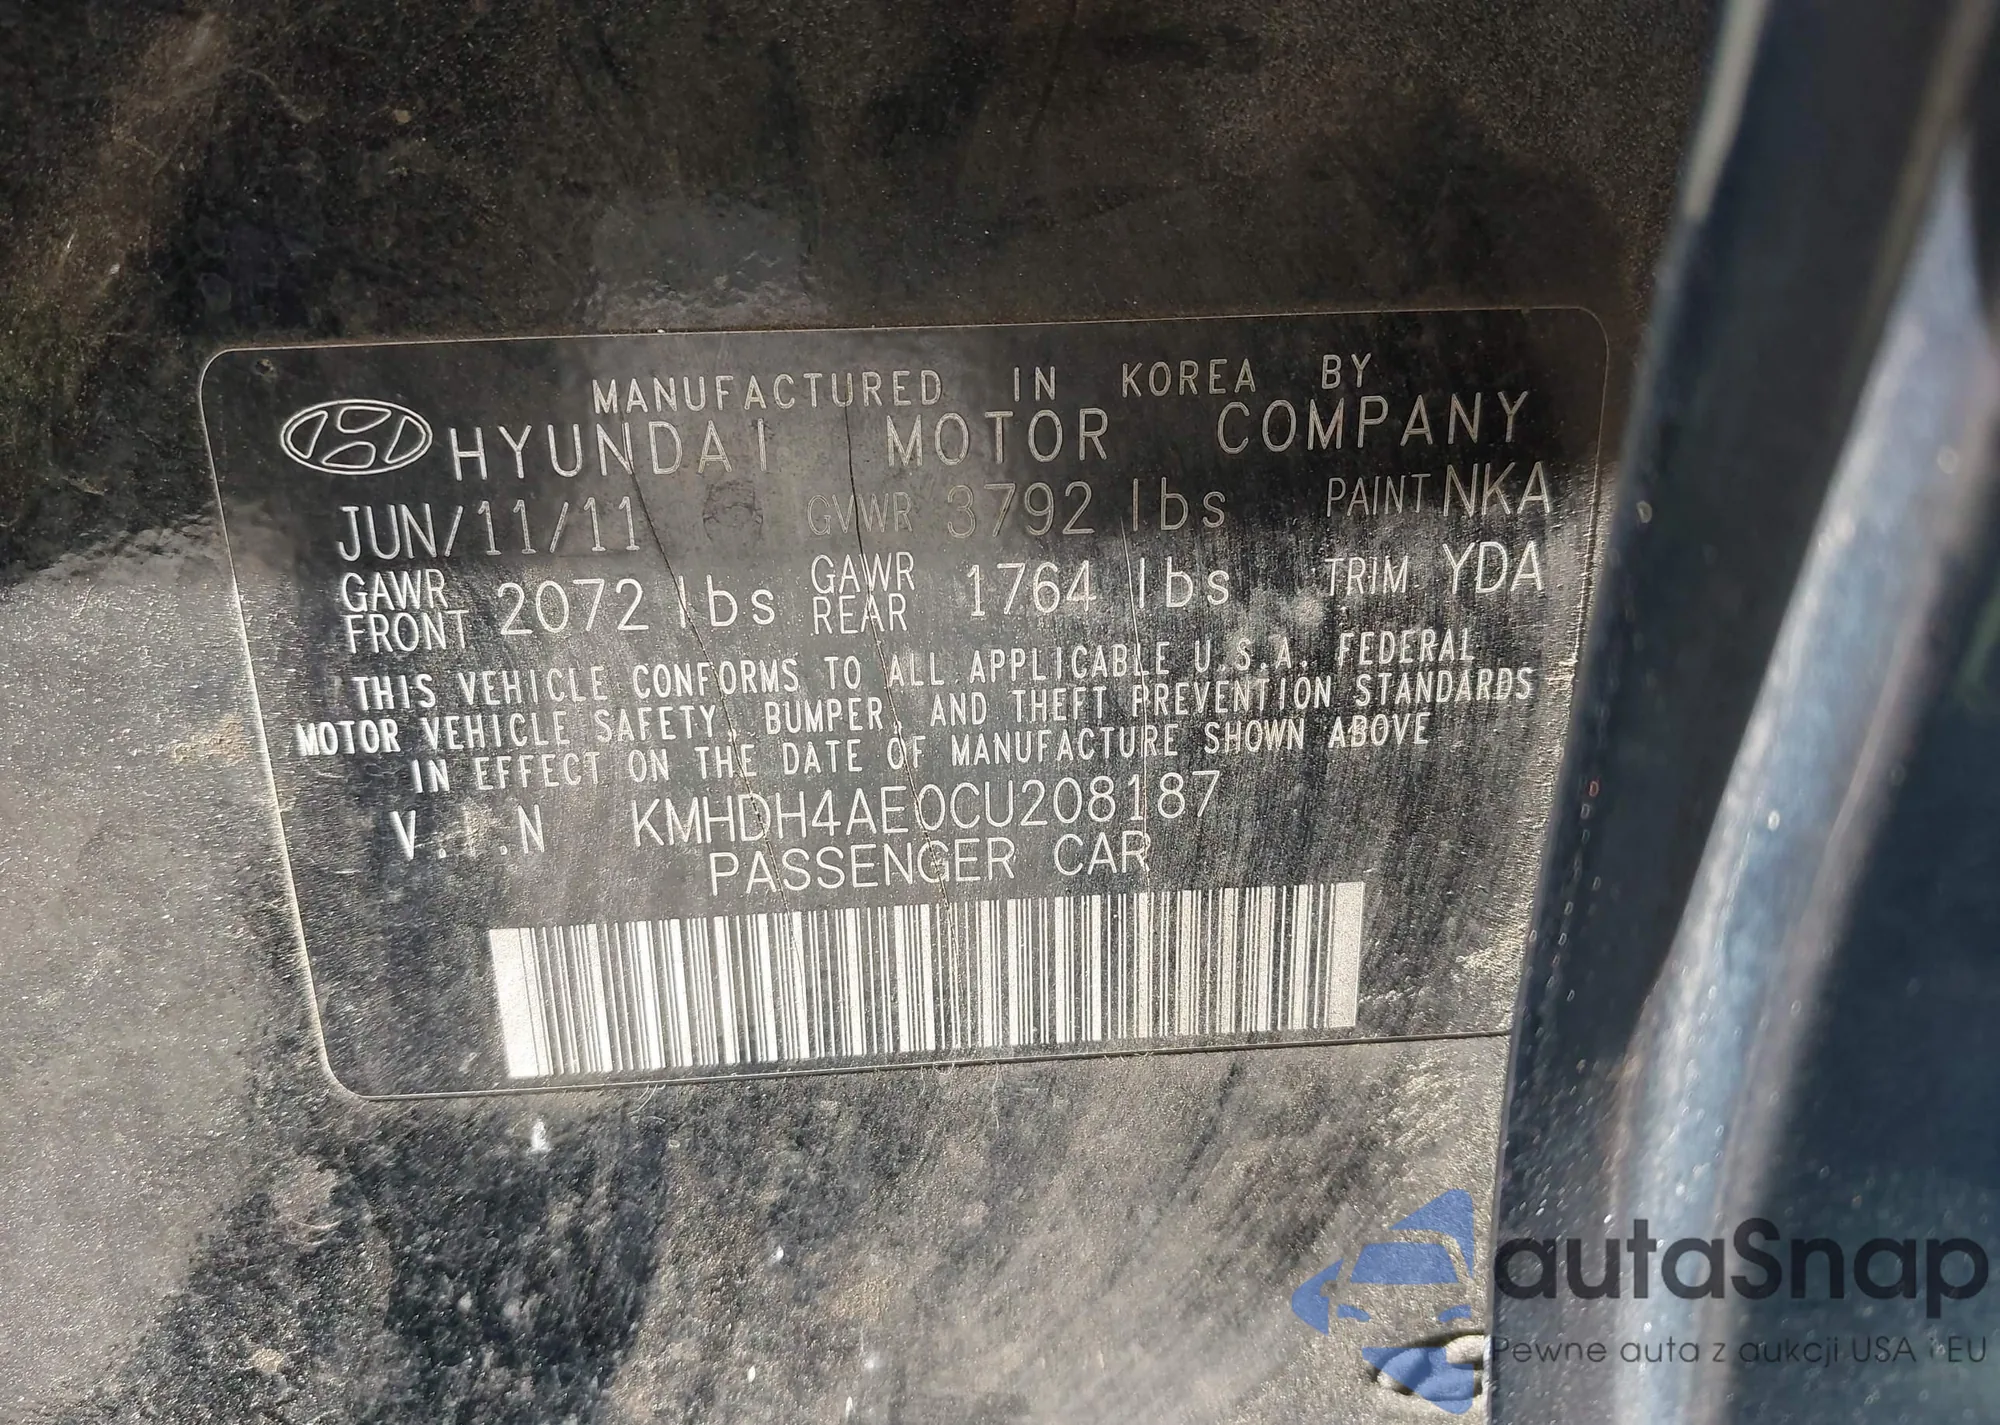 MANUFACTURED IN KOREA BY
HYUNDAI MOTOR COMPANY
JUN/11/11 GVWR 3792 lbs PAINT NKA
GAWR FRONT 2072 lbs GAWR REAR 1764 lbs TRIM YDA
THIS VEHICLE CONFORMS TO ALL APPLICABLE U.S.A. FEDERAL
MOTOR VEHICLE SAFETY, BUMPER, AND THEFT PREVENTION STANDARDS
IN EFFECT ON THE DATE OF MANUFACTURE SHOWN ABOVE
V.I.N KMHDH4AE0CU208187
PASSENGER CAR
autaSnap
Pewne auta z aukcji USA i EU